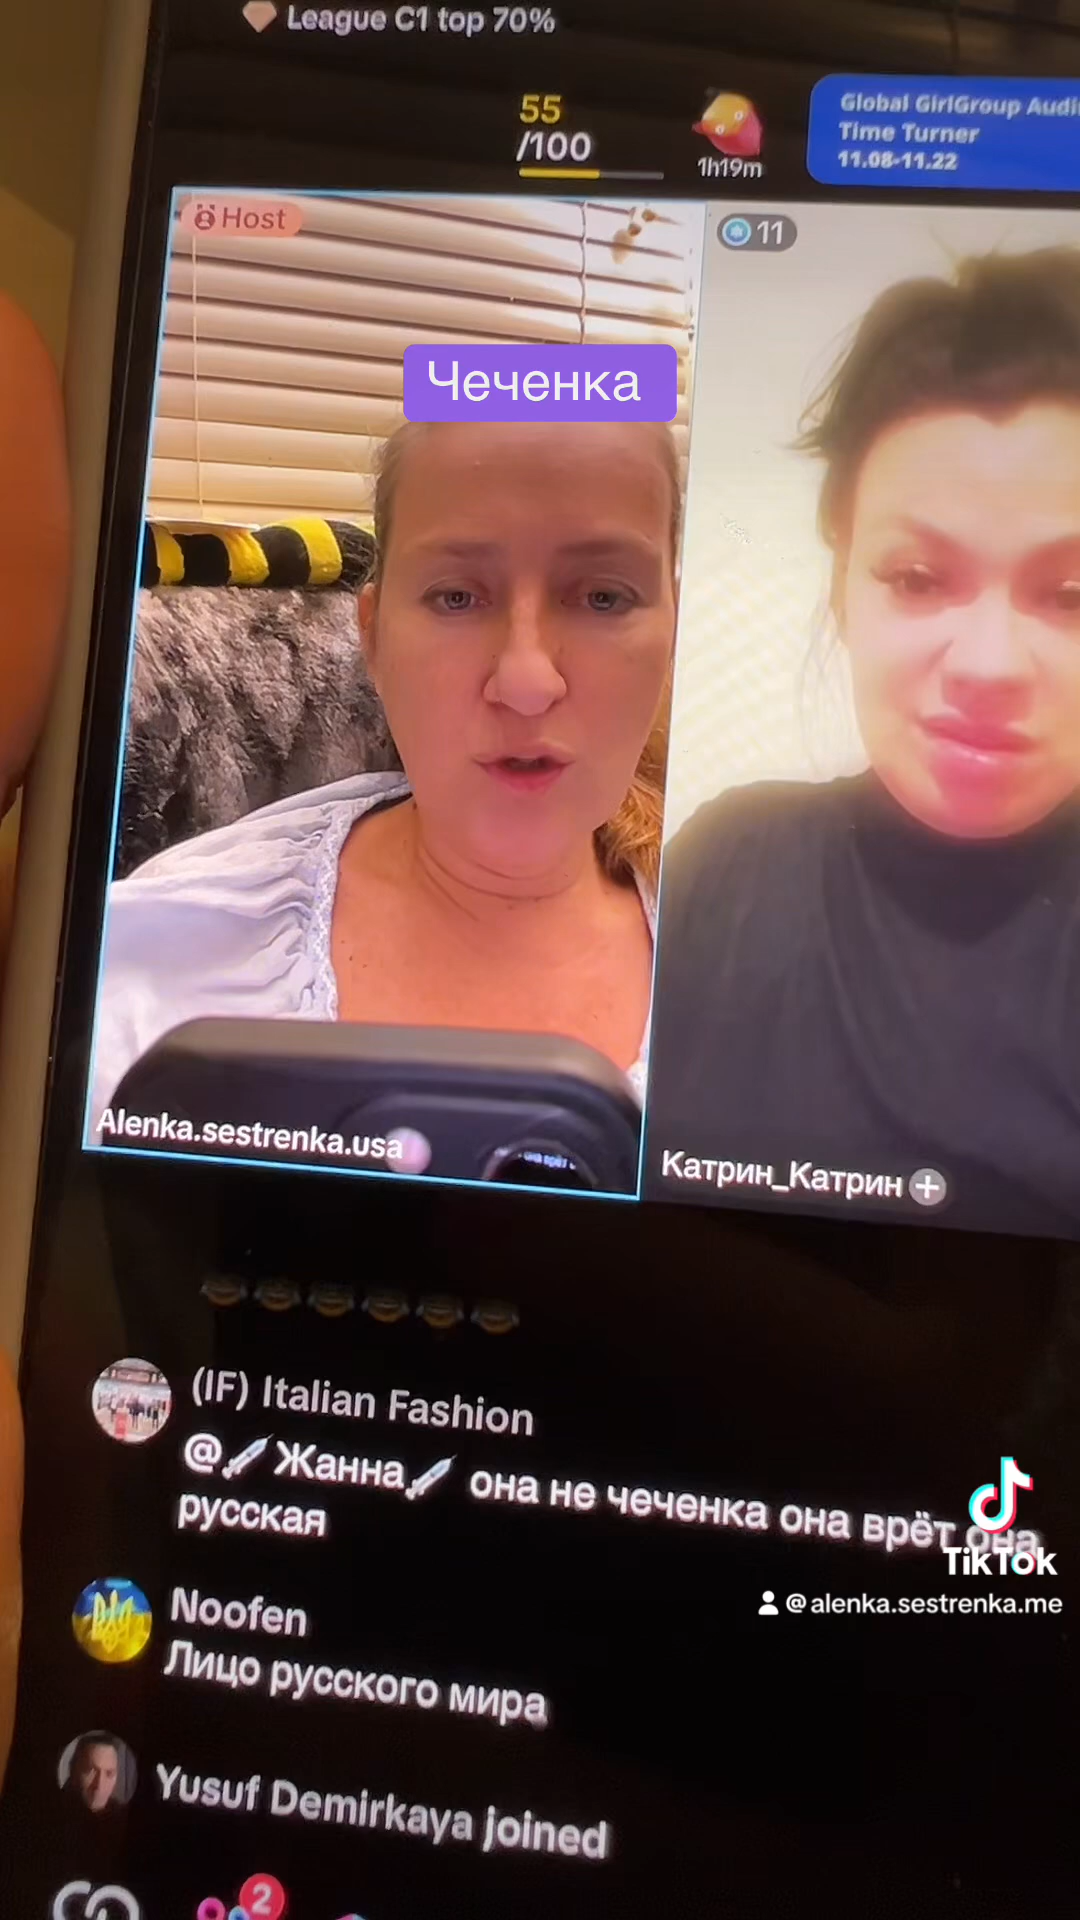 League C1 top 70%
55
/100
1h19m
Global GirlGroup
Time Turner
11.08-11.22
Host
11
Чеченка
Alenka.sestrenka.usa
Катрин_Катрин
(IF) Italian Fashion
@Жанна она не чеченка она врёт она
русская
TikTok
@alenka.sestrenka.me
Noofen
Лицо русского мира
Yusuf Demirkaya joined
2